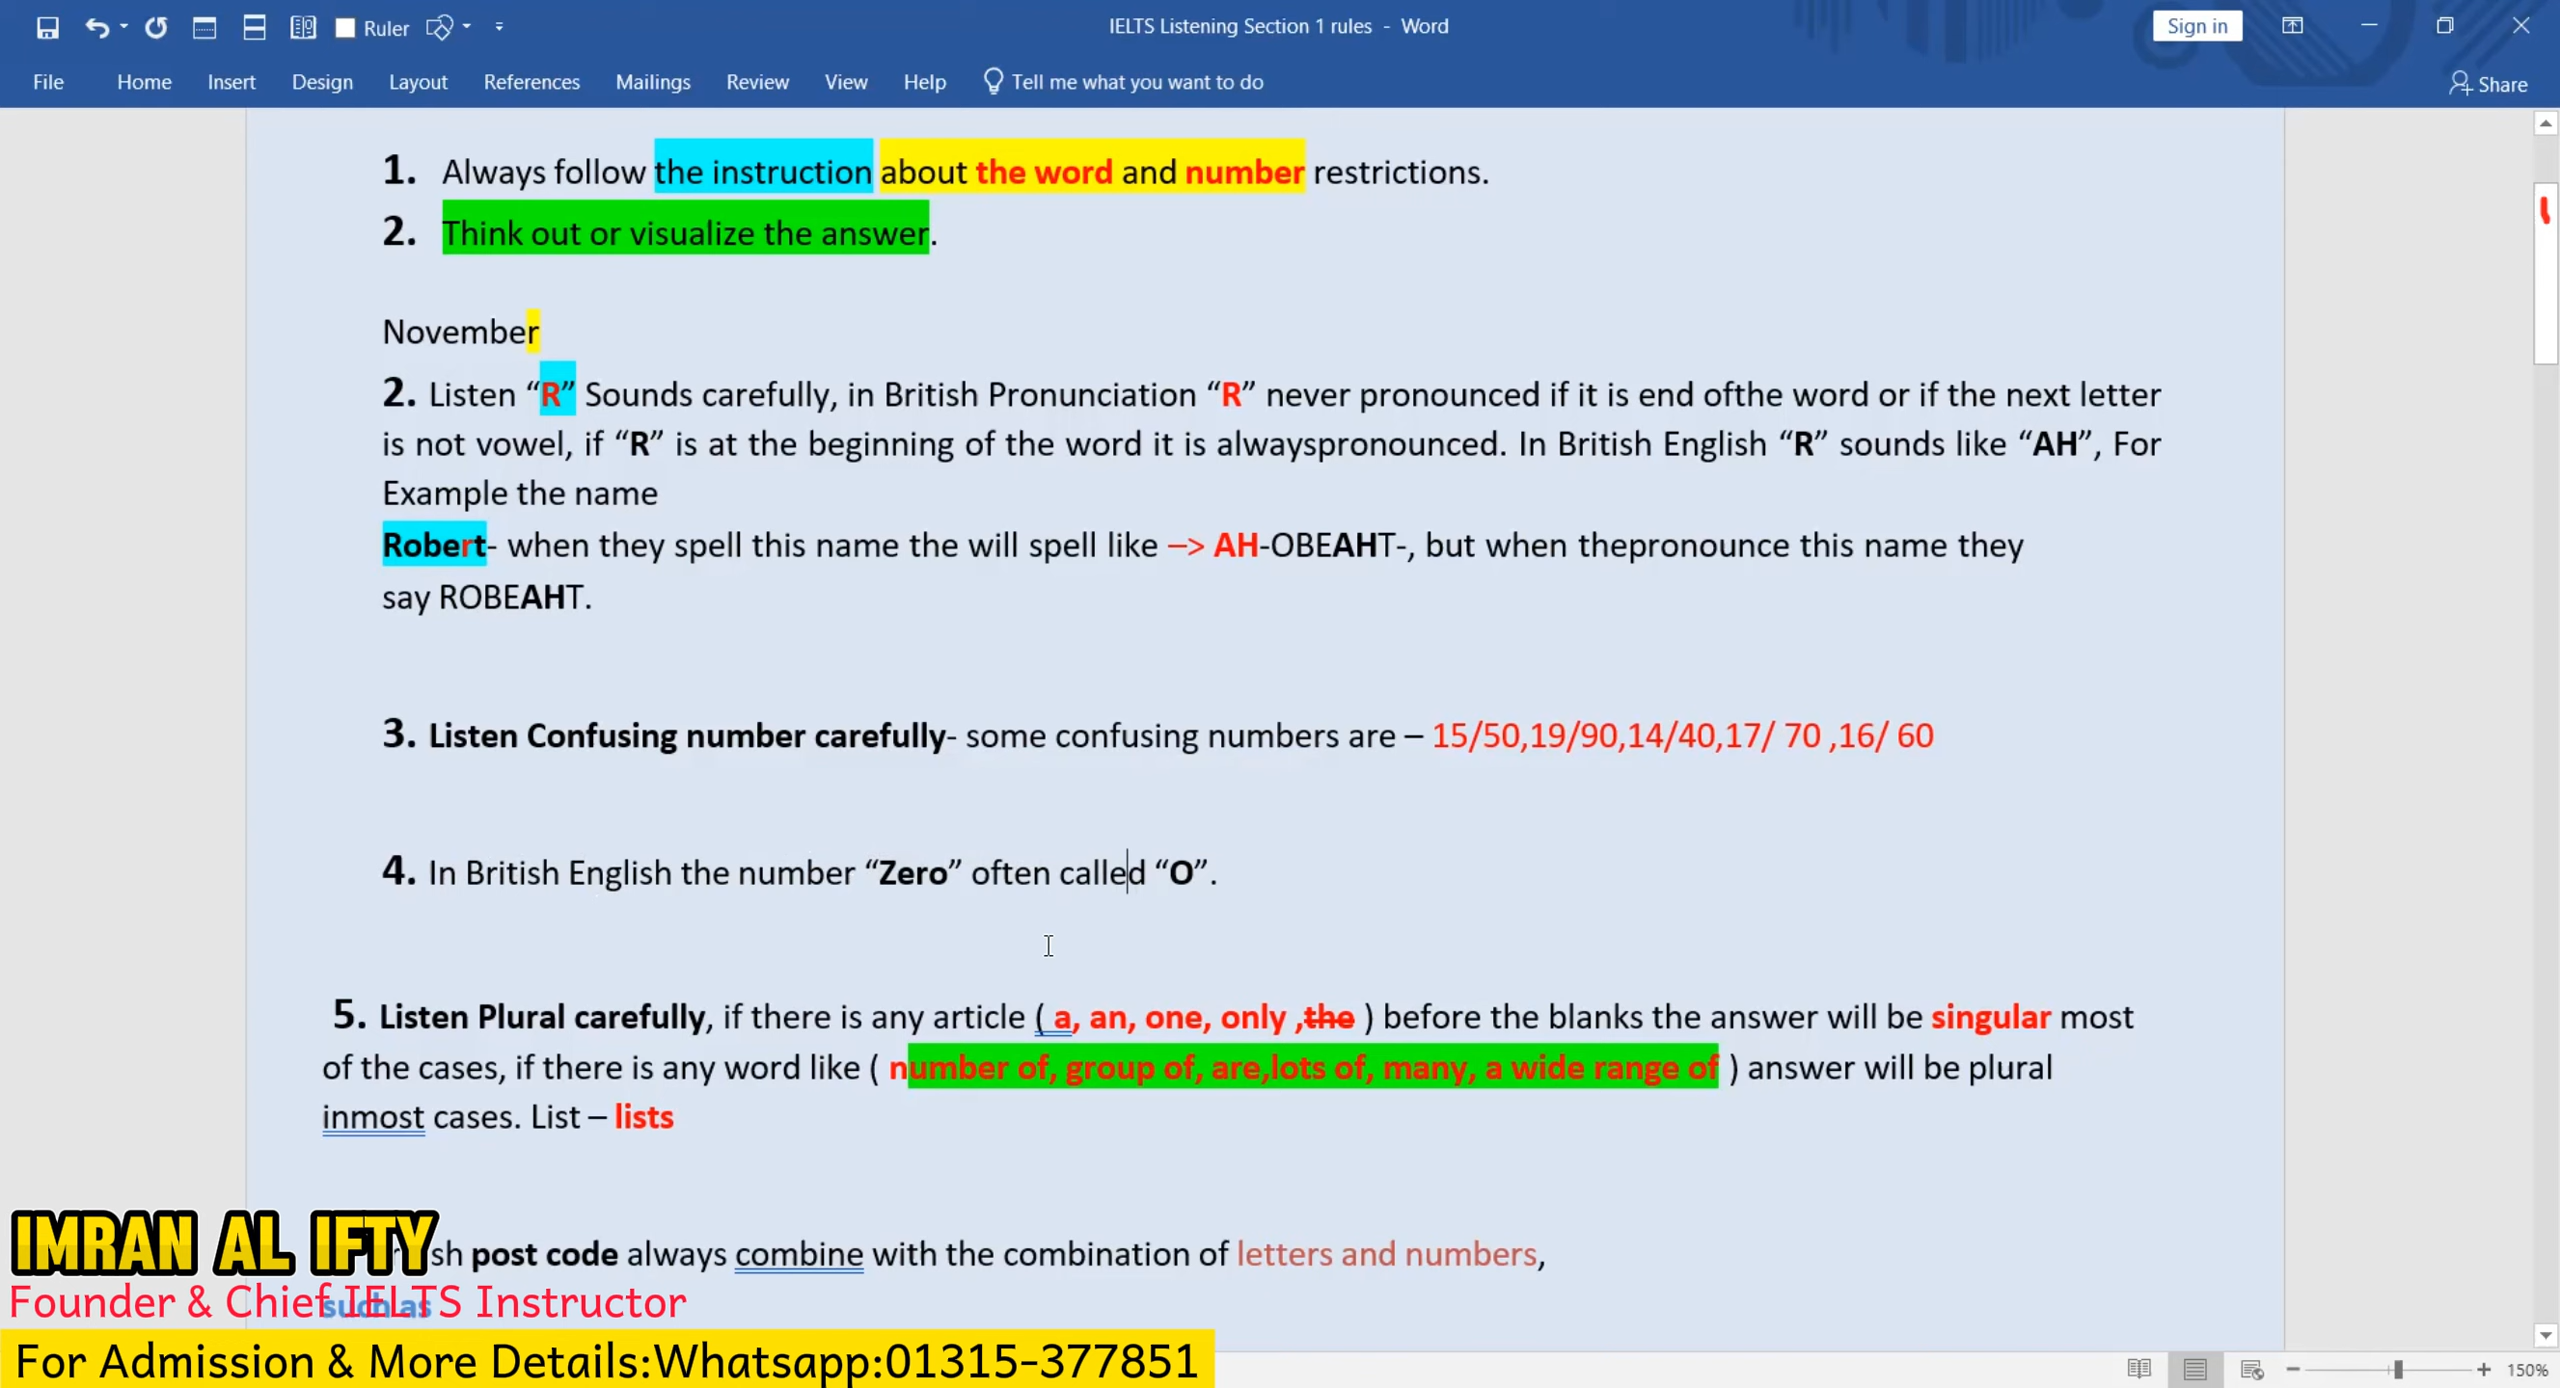 IELTS Listening Section 1 rules - Word
Ruler
Sign in
File Home Insert Design Layout References Mailings Review View Help Tell me what you want to do
Share
1. Always follow the instruction about the word and number restrictions.
2. Think out or visualize the answer.
November
2. Listen “R” Sounds carefully, in British Pronunciation “R” never pronounced if it is end ofthe word or if the next letter
is not vowel, if “R” is at the beginning of the word it is alwayspronounced. In British English “R” sounds like “AH”, For
Example the name
Robert- when they spell this name the will spell like –> AH-OBEAHT-, but when thepronounce this name they
say ROBEAHT.
3. Listen Confusing number carefully- some confusing numbers are – 15/50,19/90,14/40,17/ 70 ,16/ 60
4. In British English the number “Zero” often called “O”.
5. Listen Plural carefully, if there is any article ( a, an, one, only ,the ) before the blanks the answer will be singular most
of the cases, if there is any word like ( number of, group of, are,lots of, many, a wide range of ) answer will be plural
inmost cases. List – lists
IMRAN AL IFTY
post code always combine with the combination of letters and numbers,
Founder & Chief IELTS Instructor
such as
For Admission & More Details:Whatsapp:01315-377851
150%